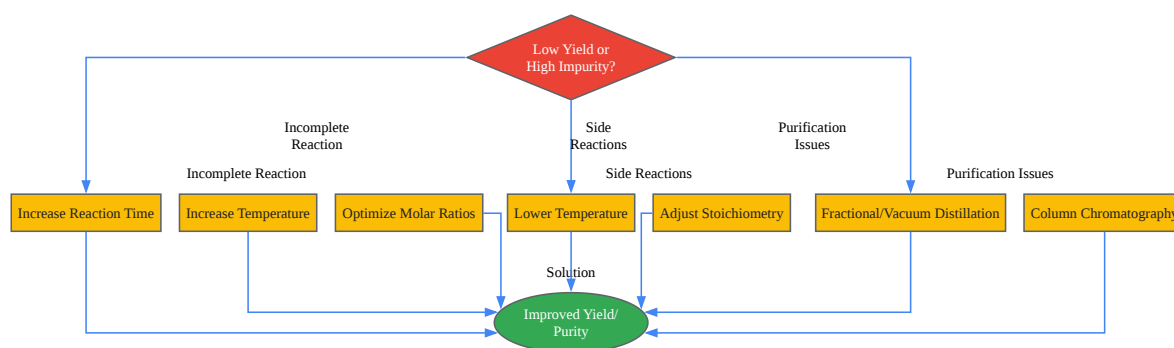 Low Yield or
High Impurity?
Incomplete
Reaction
Side
Reactions
Purification
Issues
Incomplete Reaction
Side Reactions
Purification Issues
Increase Reaction Time
Increase Temperature
Optimize Molar Ratios
Lower Temperature
Adjust Stoichiometry
Fractional/Vacuum Distillation
Column Chromatography
Solution
Improved Yield/
Purity